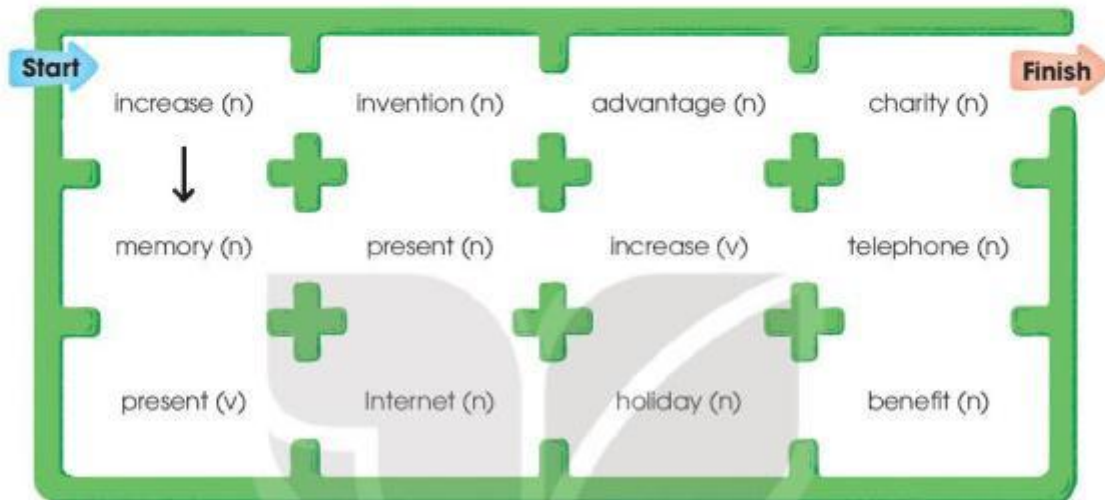 Start
Finish
increase (n) invention (n) advantage (n) charity (n)
memory (n) present (n) increase (v) telephone (n)
present (v) Internet (n) holiday (n) benefit (n)